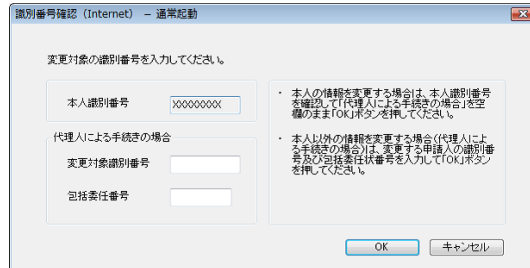 識別番号確認（Internet） － 通常起動
変更対象の識別番号を入力してください。
本人識別番号
XXXXXXXX
代理人による手続きの場合
変更対象識別番号
包括委任番号
・ 本人の情報を変更する場合は、本人識別番号
を確認して「代理人による手続きの場合」を空
欄のまま「OK」ボタンを押してください。
・ 本人以外の情報を変更する場合（代理人によ
る手続きの場合）は、変更する申請人の識別番
号及び包括委任状番号を入力して「OK」ボタン
を押してください。
OK
キャンセル